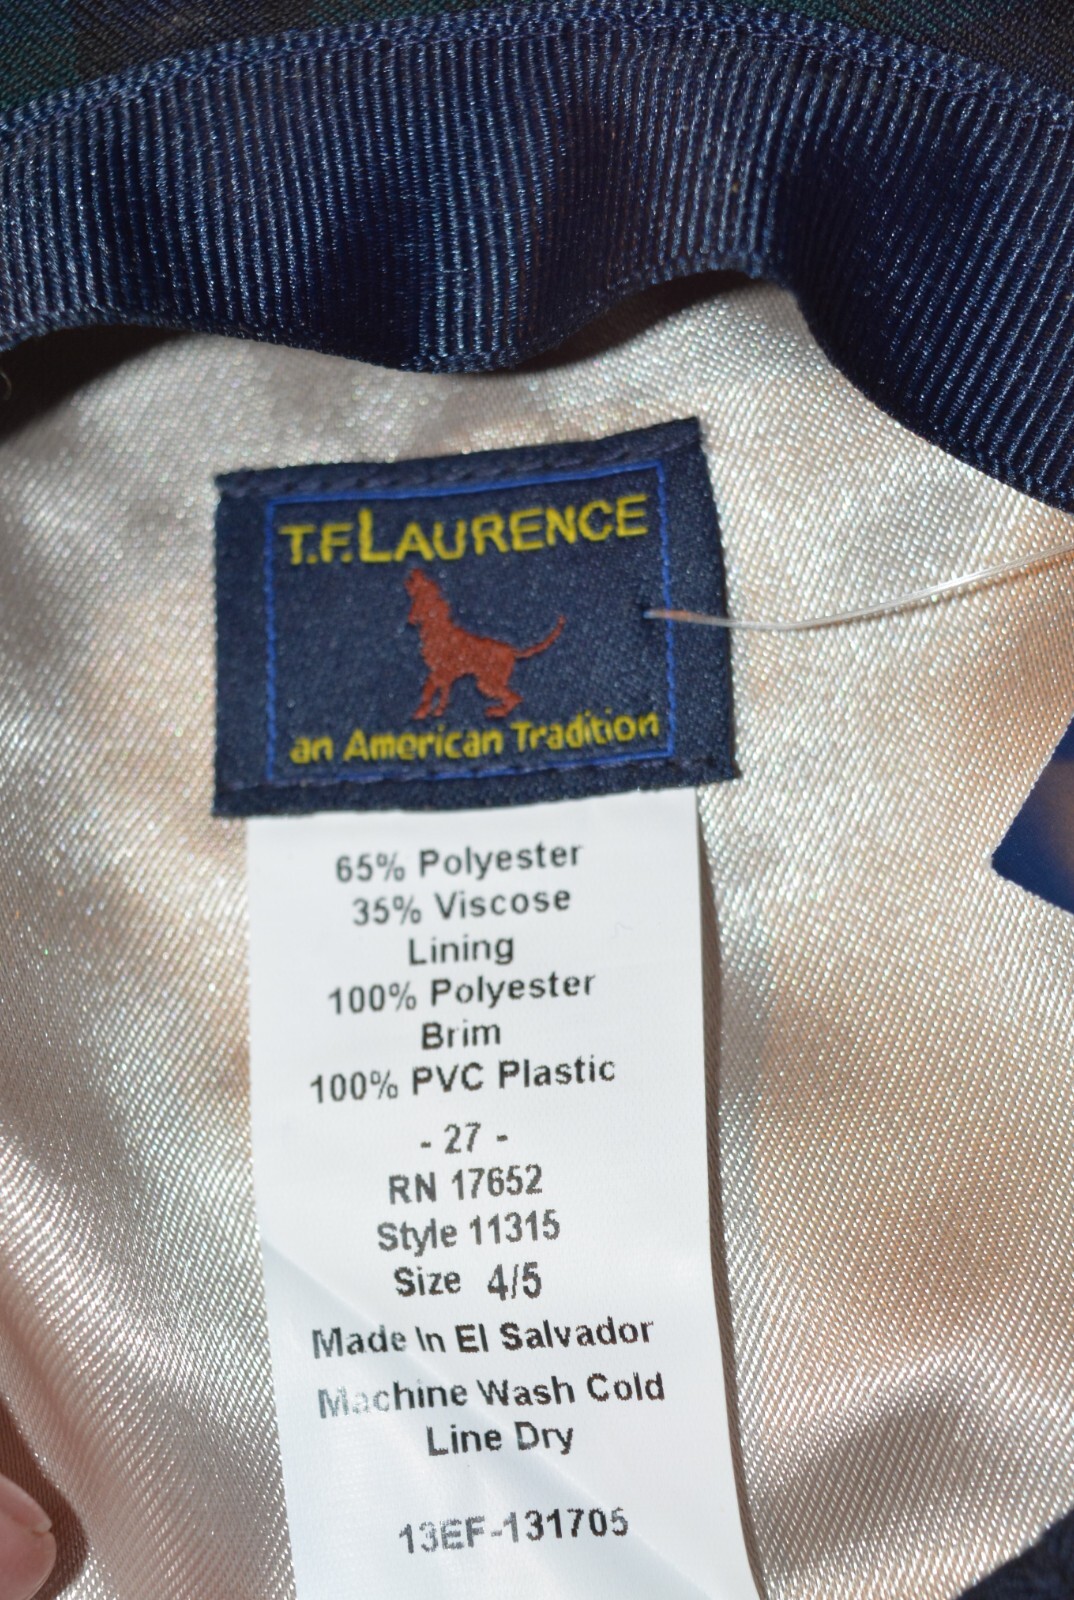 T.F. LAURENCE
an American Tradition
65% Polyester
35% Viscose
Lining
100% Polyester
Brim
100% PVC Plastic
- 27 -
RN 17652
Style 11315
Size 4/5
Made In El Salvador
Machine Wash Cold
Line Dry
13EF-131705